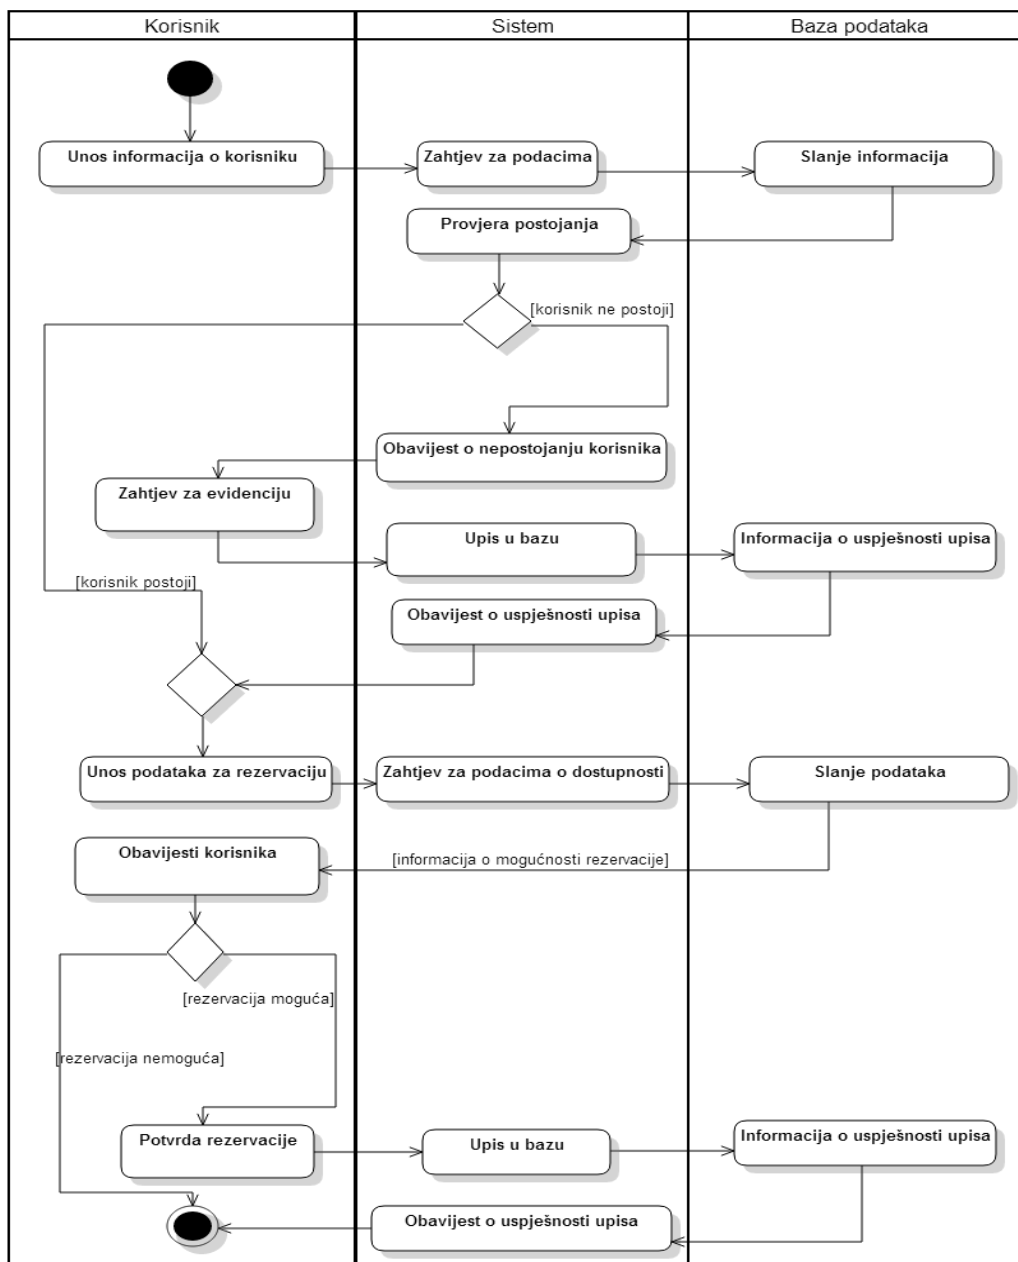 Korisnik
Sistem
Baza podataka
Unos informacija o korisniku
Zahtjev za podacima
Slanje informacija
Provjera postojanja
[korisnik ne postoji]
Obavijest o nepostojanju korisnika
Zahtjev za evidenciju
Upis u bazu
Informacija o uspješnosti upisa
[korisnik postoji]
Obavijest o uspješnosti upisa
Unos podataka za rezervaciju
Zahtjev za podacima o dostupnosti
Slanje podataka
Obavijesti korisnika
[informacija o mogućnosti rezervacije]
[rezervacija moguća]
[rezervacija nemoguća]
Potvrda rezervacije
Upis u bazu
Informacija o uspješnosti upisa
Obavijest o uspješnosti upisa